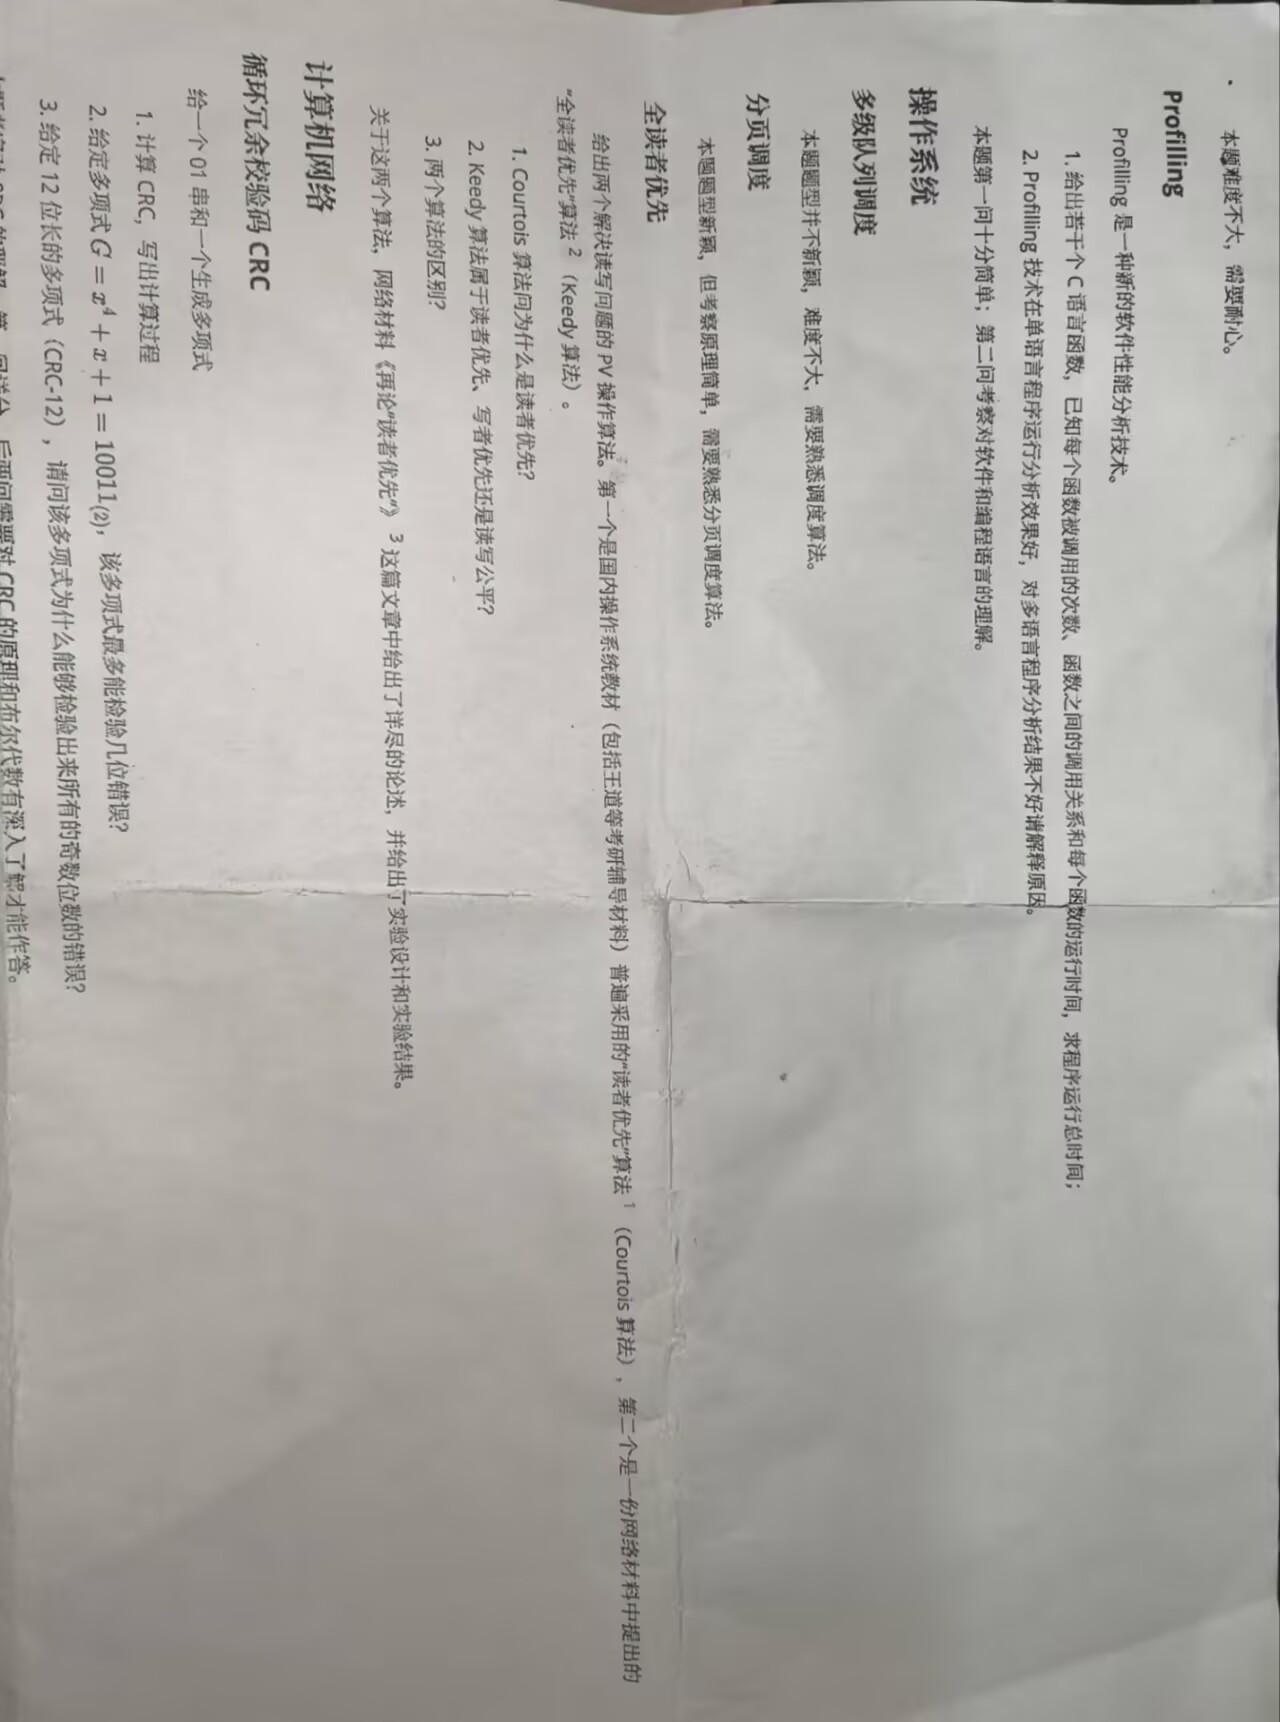 本题难度不大，需要耐心。
Profilling
Profilling 是一种新的软件性能分析技术。
1. 给出若干个 C 语言函数，已知每个函数被调用的次数、函数之间的调用关系和每个函数的运行时间，求程序运行总时间；
2. Profilling 技术在单语言程序运行分析效果好，对多语言程序分析结果不好请解释原因。
本题第一问十分简单；第二问考察对软件和编程语言的理解。
操作系统
多级队列调度
本题题型并不新颖，难度不大，需要熟悉调度算法。
分页调度
本题题型新颖，但考察原理简单，需要熟悉分页调度算法。
全读者优先
给出两个解决读写问题的 PV 操作算法。第一个是国内操作系统教材（包括王道等考研辅导材料）普遍采用的“读者优先”算法 1 （Courtois 算法），第二个是一份网络材料中提出的
“全读者优先”算法 2 （Keedy 算法）。
1. Courtois 算法问为什么是读者优先？
2. Keedy 算法属于读者优先、写者优先还是读写公平？
3. 两个算法的区别？
关于这两个算法，网络材料《再论“读者优先”》 3 这篇文章中给出了详尽的论述，并给出了实验设计和实验结果。
计算机网络
循环冗余校验码 CRC
给一个 01 串和一个生成多项式
1. 计算 CRC，写出计算过程
2. 给定多项式 G = x^4 + x + 1 = 10011(2)，该多项式最多能检验几位错误？
3. 给定 12 位长的多项式（CRC-12），请问该多项式为什么能够检验出来所有的奇数位数的错误？
后两问需要对 CRC 的原理和布尔代数有深入了解才能作答。